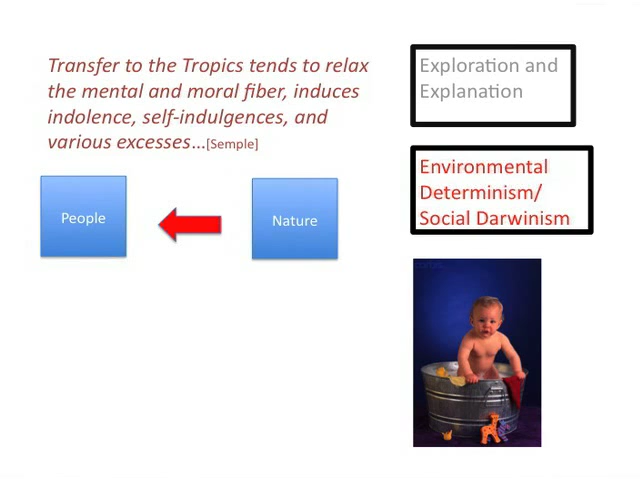 Transfer to the Tropics tends to relax
the mental and moral fiber, induces
indolence, self-indulgences, and
various excesses...[Semple]
People
Nature
Exploration and
Explanation
Environmental
Determinism/
Social Darwinism